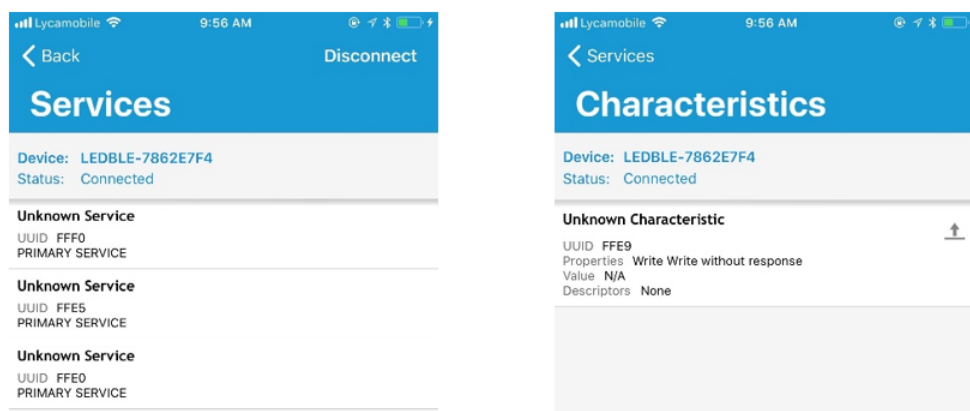 Lycamobile 9:56 AM
Back Disconnect
Services
Device: LEDBLE-7862E7F4
Status: Connected
Unknown Service
UUID FFF0
PRIMARY SERVICE
Unknown Service
UUID FFE5
PRIMARY SERVICE
Unknown Service
UUID FFE0
PRIMARY SERVICE
Lycamobile 9:56 AM
Services
Characteristics
Device: LEDBLE-7862E7F4
Status: Connected
Unknown Characteristic
UUID FFE9
Properties Write Write without response
Value N/A
Descriptors None